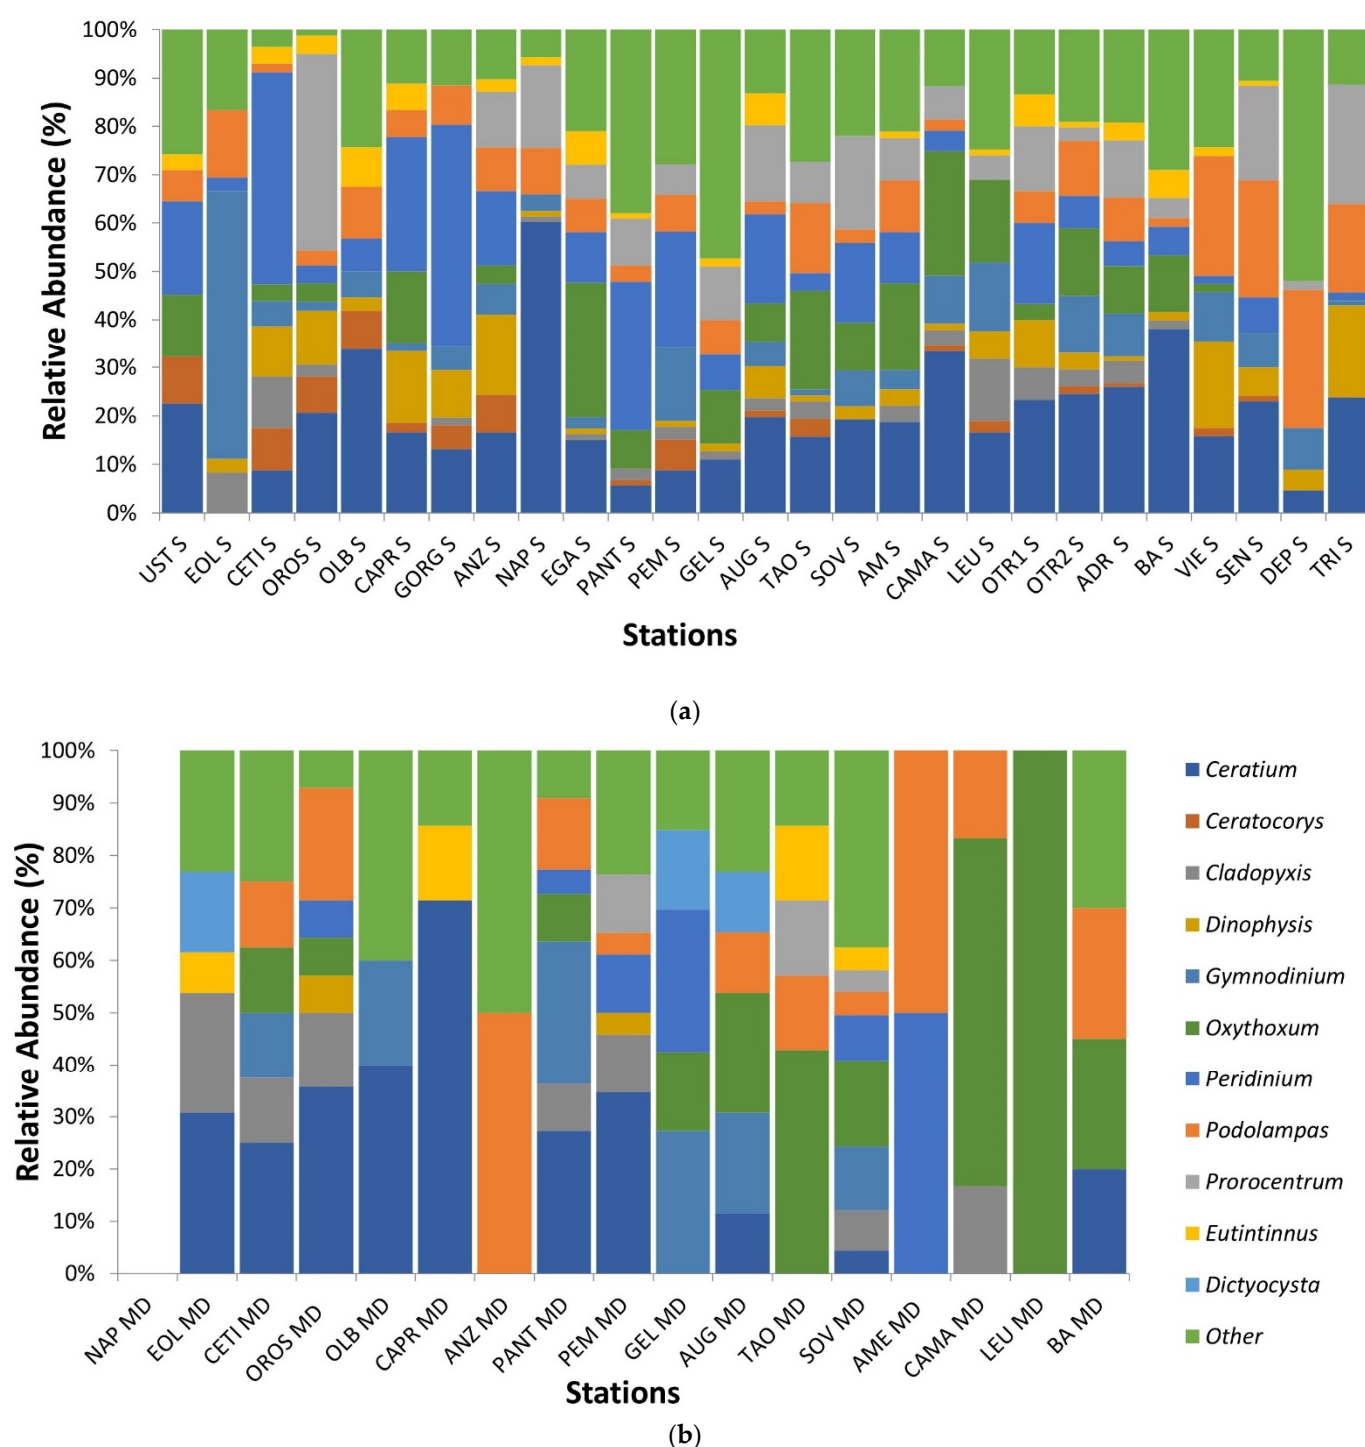 100%
90%
80%
70%
60%
50%
40%
30%
20%
10%
0%
Relative Abundance (%)
UST S
EOL S
CETI S
OROS S
OLB S
CAPR S
GORG S
ANZ S
NAP S
EGA S
PANT S
PEM S
GEL S
AUG S
TAO S
SOV S
AM S
CAMA S
LEU S
OTR1 S
OTR2 S
ADR S
BA S
VIE S
SEN S
DEP S
TRI S
Stations
(a)
100%
90%
80%
70%
60%
50%
40%
30%
20%
10%
0%
Relative Abundance (%)
NAP MD
EOL MD
CETI MD
OROS MD
OLB MD
CAPR MD
ANZ MD
PANT MD
PEM MD
GEL MD
AUG MD
TAO MD
SOV MD
AME MD
CAMA MD
LEU MD
BA MD
Stations
Ceratium
Ceratocorys
Cladopyxis
Dinophysis
Gymnodinium
Oxythoxum
Peridinium
Podolampas
Prorocentrum
Eutintinnus
Dictyocysta
Other
(b)